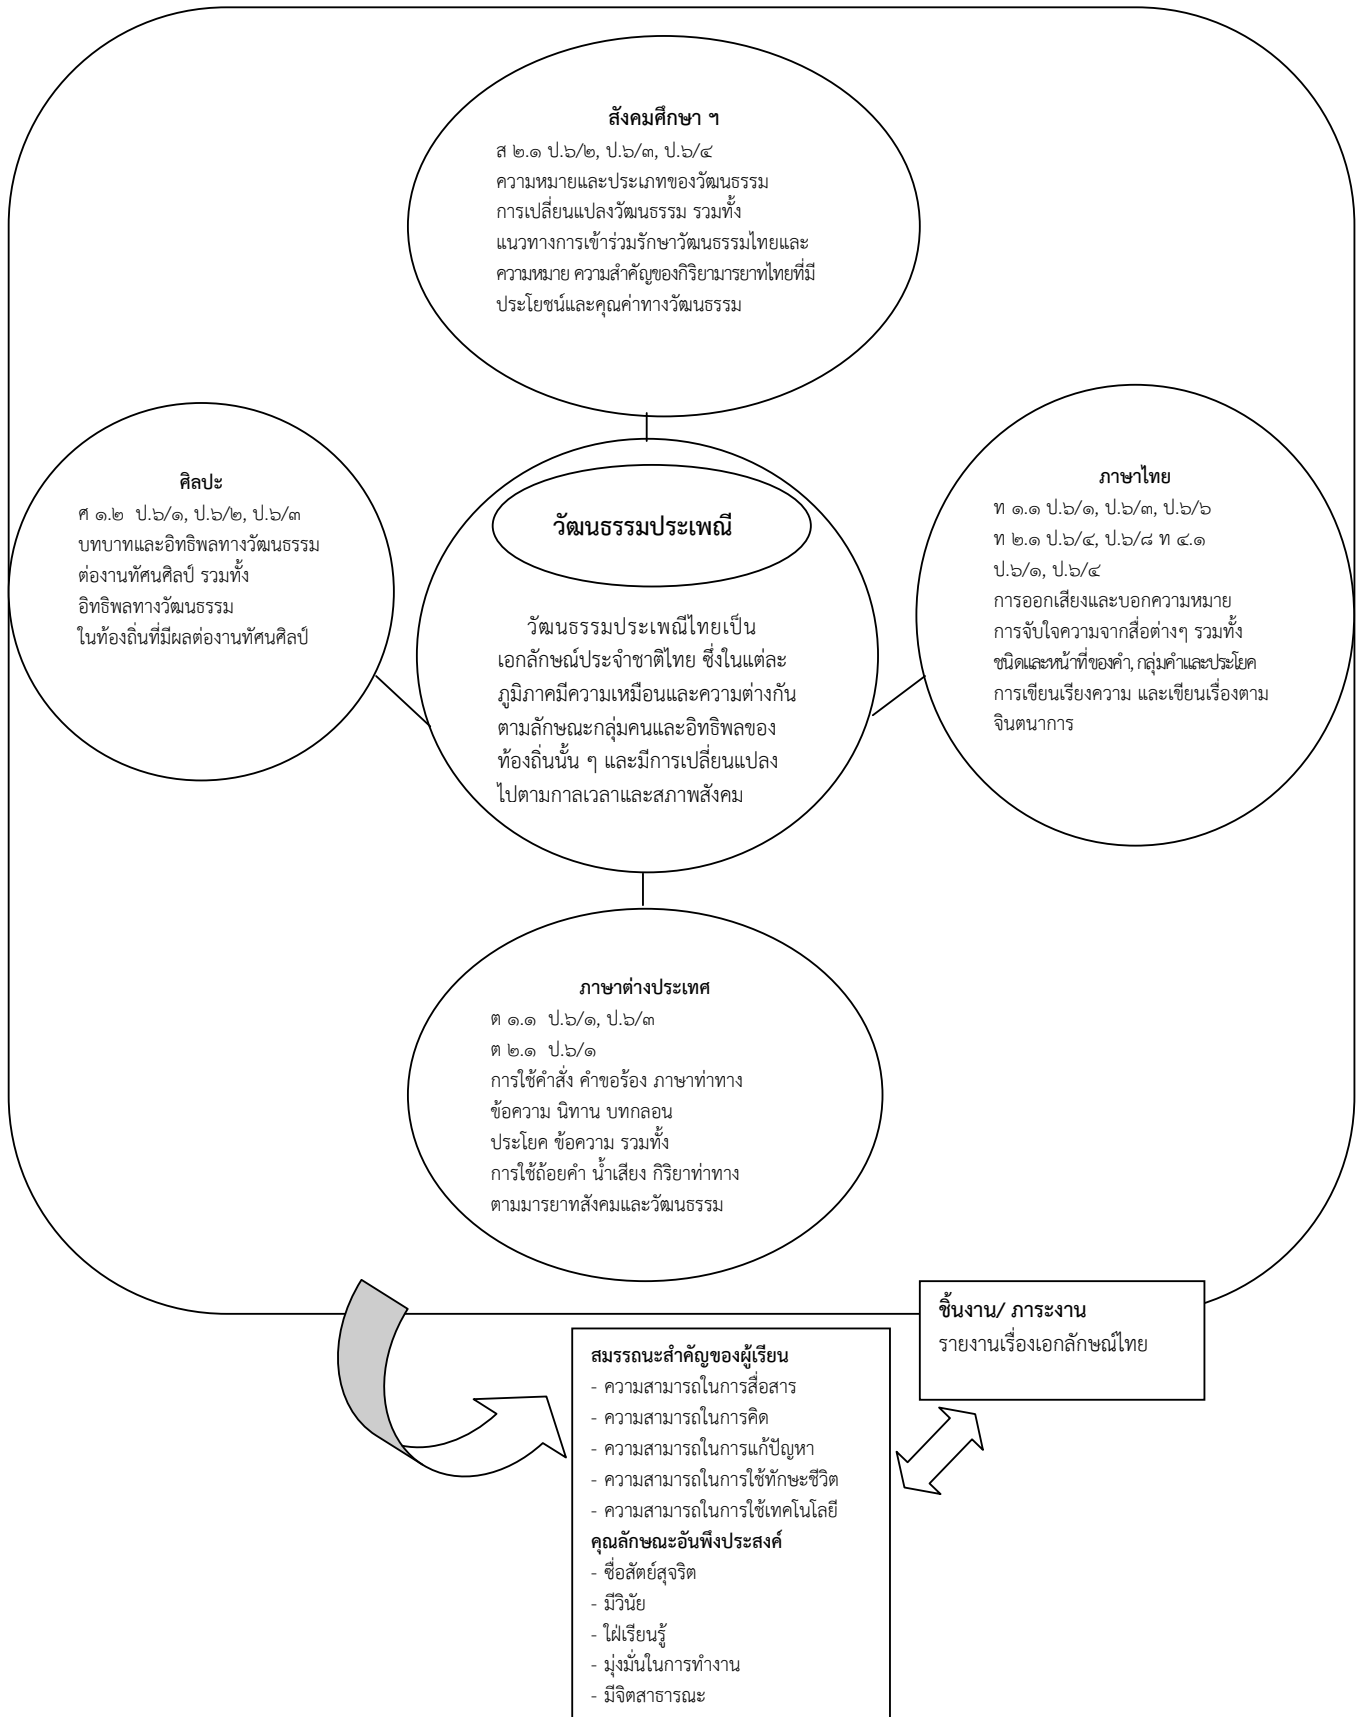 สังคมศึกษา ฯ
ส ๒.๑ ป.๖/๒, ป.๖/๓, ป.๖/๔
ความหมายและประเภทของวัฒนธรรม
การเปลี่ยนแปลงวัฒนธรรม รวมทั้ง
แนวทางการเข้าร่วมรักษาวัฒนธรรมไทยและ
ความหมาย ความสำคัญของกิริยามารยาทไทยที่มี
ประโยชน์และคุณค่าทางวัฒนธรรม
ศิลปะ
ศ ๑.๒ ป.๖/๑, ป.๖/๒, ป.๖/๓
บทบาทและอิทธิพลทางวัฒนธรรม
ต่องานทัศนศิลป์ รวมทั้ง
อิทธิพลทางวัฒนธรรม
ในท้องถิ่นที่มีผลต่องานทัศนศิลป์
วัฒนธรรมประเพณี
วัฒนธรรมประเพณีไทยเป็น
เอกลักษณ์ประจำชาติไทย ซึ่งในแต่ละ
ภูมิภาคมีความเหมือนและความต่างกัน
ตามลักษณะกลุ่มคนและอิทธิพลของ
ท้องถิ่นนั้น ๆ และมีการเปลี่ยนแปลง
ไปตามกาลเวลาและสภาพสังคม
ภาษาไทย
ท ๑.๑ ป.๖/๑, ป.๖/๓, ป.๖/๖
ท ๒.๑ ป.๖/๔, ป.๖/๘ ท ๔.๑
ป.๖/๑, ป.๖/๔
การออกเสียงและบอกความหมาย
การจับใจความจากสื่อต่างๆ รวมทั้ง
ชนิดและหน้าที่ของคำ, กลุ่มคำและประโยค
การเขียนเรียงความ และเขียนเรื่องตาม
จินตนาการ
ภาษาต่างประเทศ
ต ๑.๑ ป.๖/๑, ป.๖/๓
ต ๒.๑ ป.๖/๑
การใช้คำสั่ง คำขอร้อง ภาษาท่าทาง
ข้อความ นิทาน บทกลอน
ประโยค ข้อความ รวมทั้ง
การใช้ถ้อยคำ น้ำเสียง กิริยาท่าทาง
ตามมารยาทสังคมและวัฒนธรรม
ชิ้นงาน/ ภาระงาน
รายงานเรื่องเอกลักษณ์ไทย
สมรรถนะสำคัญของผู้เรียน
- ความสามารถในการสื่อสาร
- ความสามารถในการคิด
- ความสามารถในการแก้ปัญหา
- ความสามารถในการใช้ทักษะชีวิต
- ความสามารถในการใช้เทคโนโลยี
คุณลักษณะอันพึงประสงค์
- ซื่อสัตย์สุจริต
- มีวินัย
- ใฝ่เรียนรู้
- มุ่งมั่นในการทำงาน
- มีจิตสาธารณะ